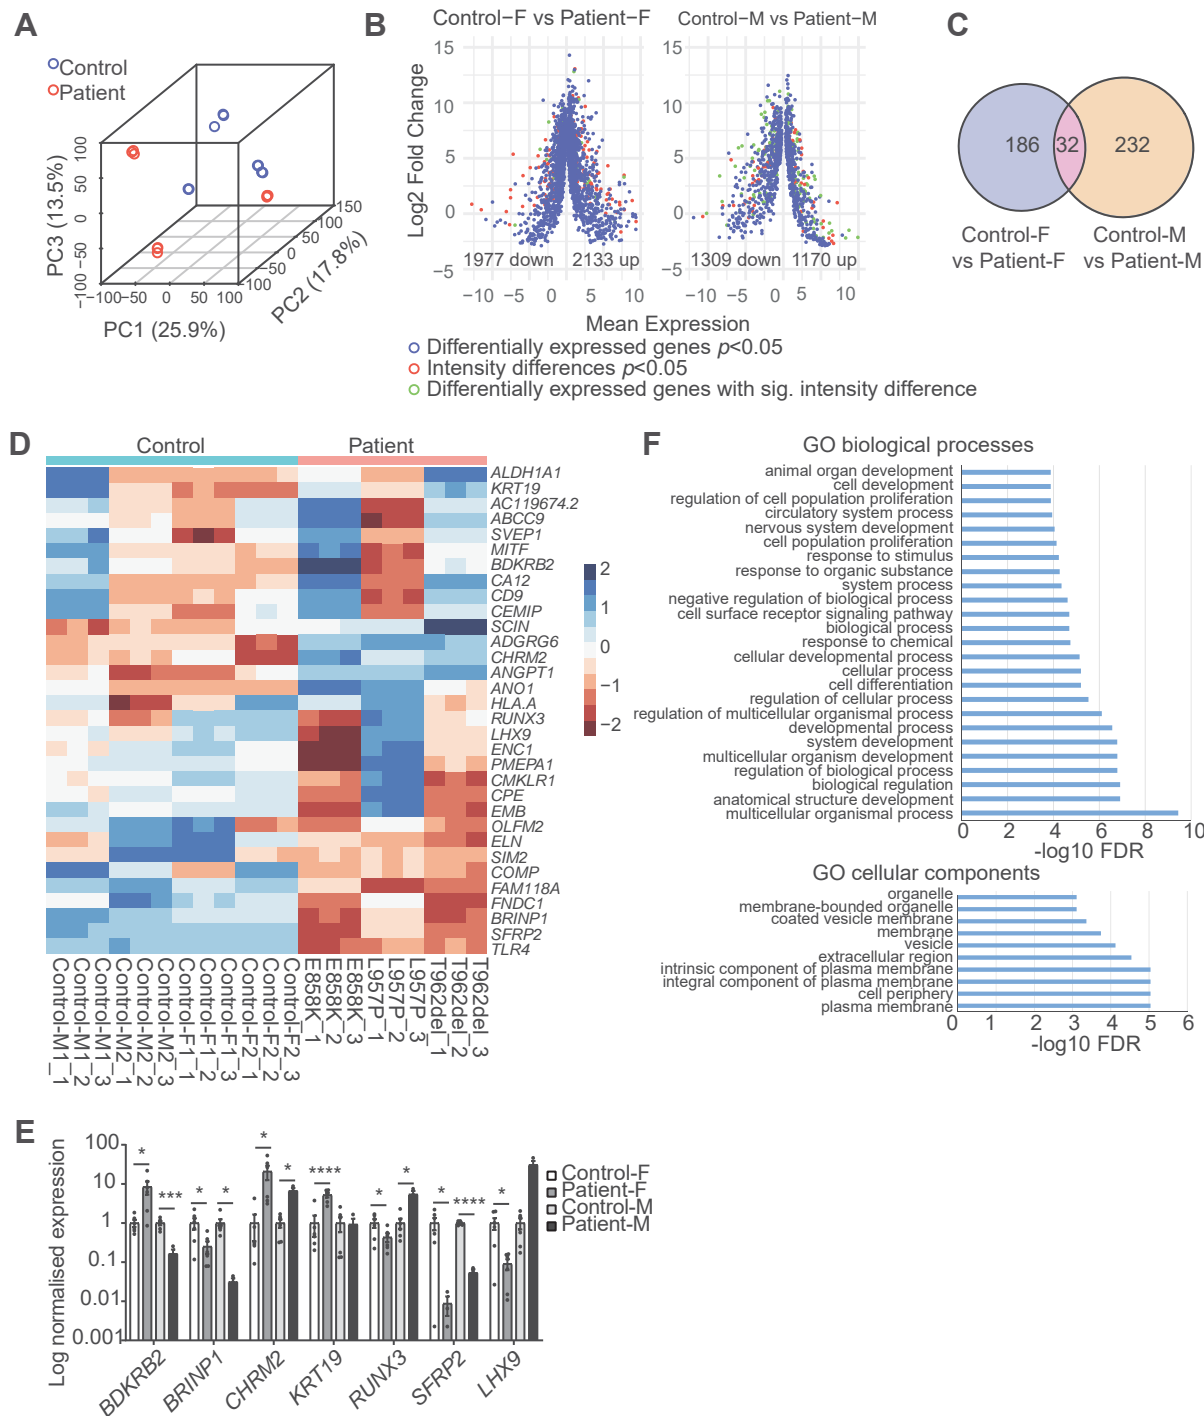 A
Control
Patient
PC3 (13.5%)
100
50
0
−50
−100
−100
−50
0
50
100
PC1 (25.9%)
−100
−50
0
50
100
150
PC2 (17.8%)
B
Control−F vs Patient−F
Control−M vs Patient−M
Log2 Fold Change
15
10
5
0
−5
1977 down
2133 up
−10
−5
0
5
10
15
10
5
0
−5
1309 down
1170 up
−10
−5
0
5
10
Mean Expression
Differentially expressed genes p<0.05
Intensity differences p<0.05
Differentially expressed genes with sig. intensity difference
C
186
32
232
Control-F
vs Patient-F
Control-M
vs Patient-M
D
Control
Patient
ALDH1A1
KRT19
AC119674.2
ABCC9
SVEP1
MITF
BDKRB2
CA12
CD9
CEMIP
SCIN
ADGRG6
CHRM2
ANGPT1
ANO1
HLA.A
RUNX3
LHX9
ENC1
PMEPA1
CMKLR1
CPE
EMB
OLFM2
ELN
SIM2
COMP
FAM118A
FNDC1
BRINP1
SFRP2
TLR4
2
1
0
−1
−2
Control-M1_1
Control-M1_2
Control-M1_3
Control-M2_1
Control-M2_2
Control-M2_3
Control-F1_1
Control-F1_2
Control-F1_3
Control-F2_1
Control-F2_2
Control-F2_3
E858K_1
E858K_2
E858K_3
L957P_1
L957P_2
L957P_3
T962del_1
T962del_2
T962del_3
F
GO biological processes
animal organ development
cell development
regulation of cell population proliferation
circulatory system process
nervous system development
cell population proliferation
response to stimulus
response to organic substance
system process
negative regulation of biological process
cell surface receptor signaling pathway
biological process
response to chemical
cellular developmental process
cellular process
cell differentiation
regulation of cellular process
regulation of multicellular organismal process
developmental process
system development
multicellular organism development
regulation of biological process
biological regulation
anatomical structure development
multicellular organismal process
0 2 4 6 8 10
-log10 FDR
GO cellular components
organelle
membrane-bounded organelle
coated vesicle membrane
membrane
vesicle
extracellular region
intrinsic component of plasma membrane
integral component of plasma membrane
cell periphery
plasma membrane
0 1 2 3 4 5 6
-log10 FDR
E
Log normalised expression
100
10
1
0.1
0.01
0.001
* *** * * * * **** * * * **** *
BDKRB2
BRINP1
CHRM2
KRT19
RUNX3
SFRP2
LHX9
Control-F
Patient-F
Control-M
Patient-M